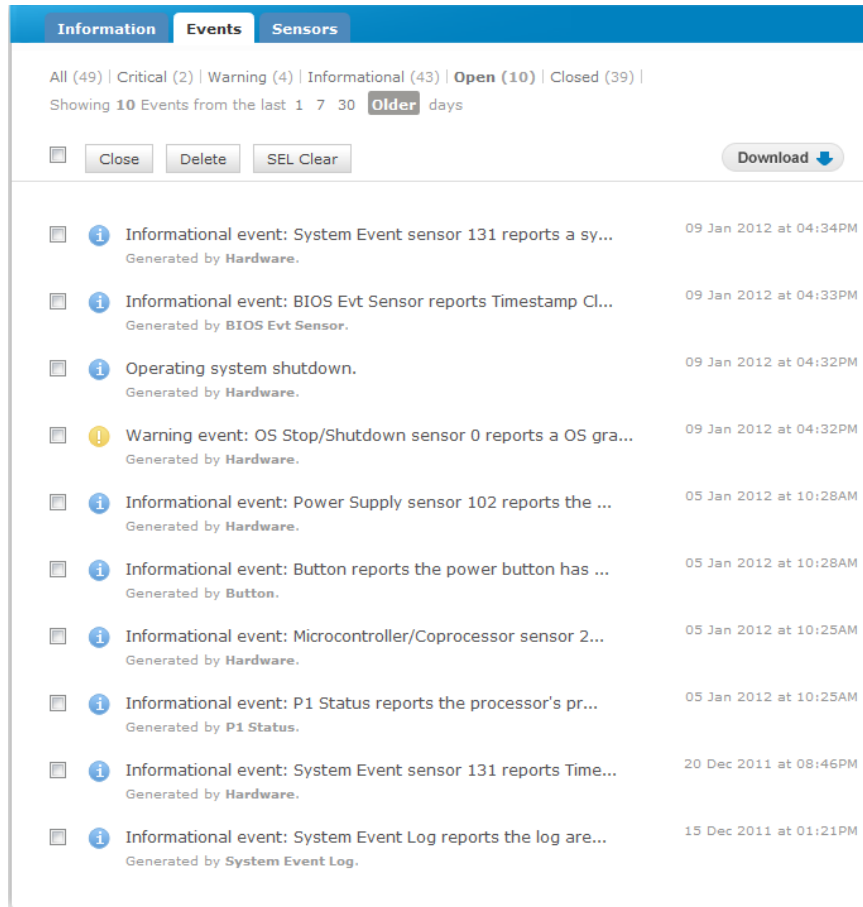 Information Events Sensors
All (49) | Critical (2) | Warning (4) | Informational (43) | Open (10) | Closed (39) |
Showing 10 Events from the last 1 7 30 Older days
Close Delete SEL Clear Download
Informational event: System Event sensor 131 reports a sy... 09 Jan 2012 at 04:34PM
Generated by Hardware.
Informational event: BIOS Evt Sensor reports Timestamp Cl... 09 Jan 2012 at 04:33PM
Generated by BIOS Evt Sensor.
Operating system shutdown. 09 Jan 2012 at 04:32PM
Generated by Hardware.
Warning event: OS Stop/Shutdown sensor 0 reports a OS gra... 09 Jan 2012 at 04:32PM
Generated by Hardware.
Informational event: Power Supply sensor 102 reports the ... 05 Jan 2012 at 10:28AM
Generated by Hardware.
Informational event: Button reports the power button has ... 05 Jan 2012 at 10:28AM
Generated by Button.
Informational event: Microcontroller/Coprocessor sensor 2... 05 Jan 2012 at 10:25AM
Generated by Hardware.
Informational event: P1 Status reports the processor's pr... 05 Jan 2012 at 10:25AM
Generated by P1 Status.
Informational event: System Event sensor 131 reports Time... 20 Dec 2011 at 08:46PM
Generated by Hardware.
Informational event: System Event Log reports the log are... 15 Dec 2011 at 01:21PM
Generated by System Event Log.